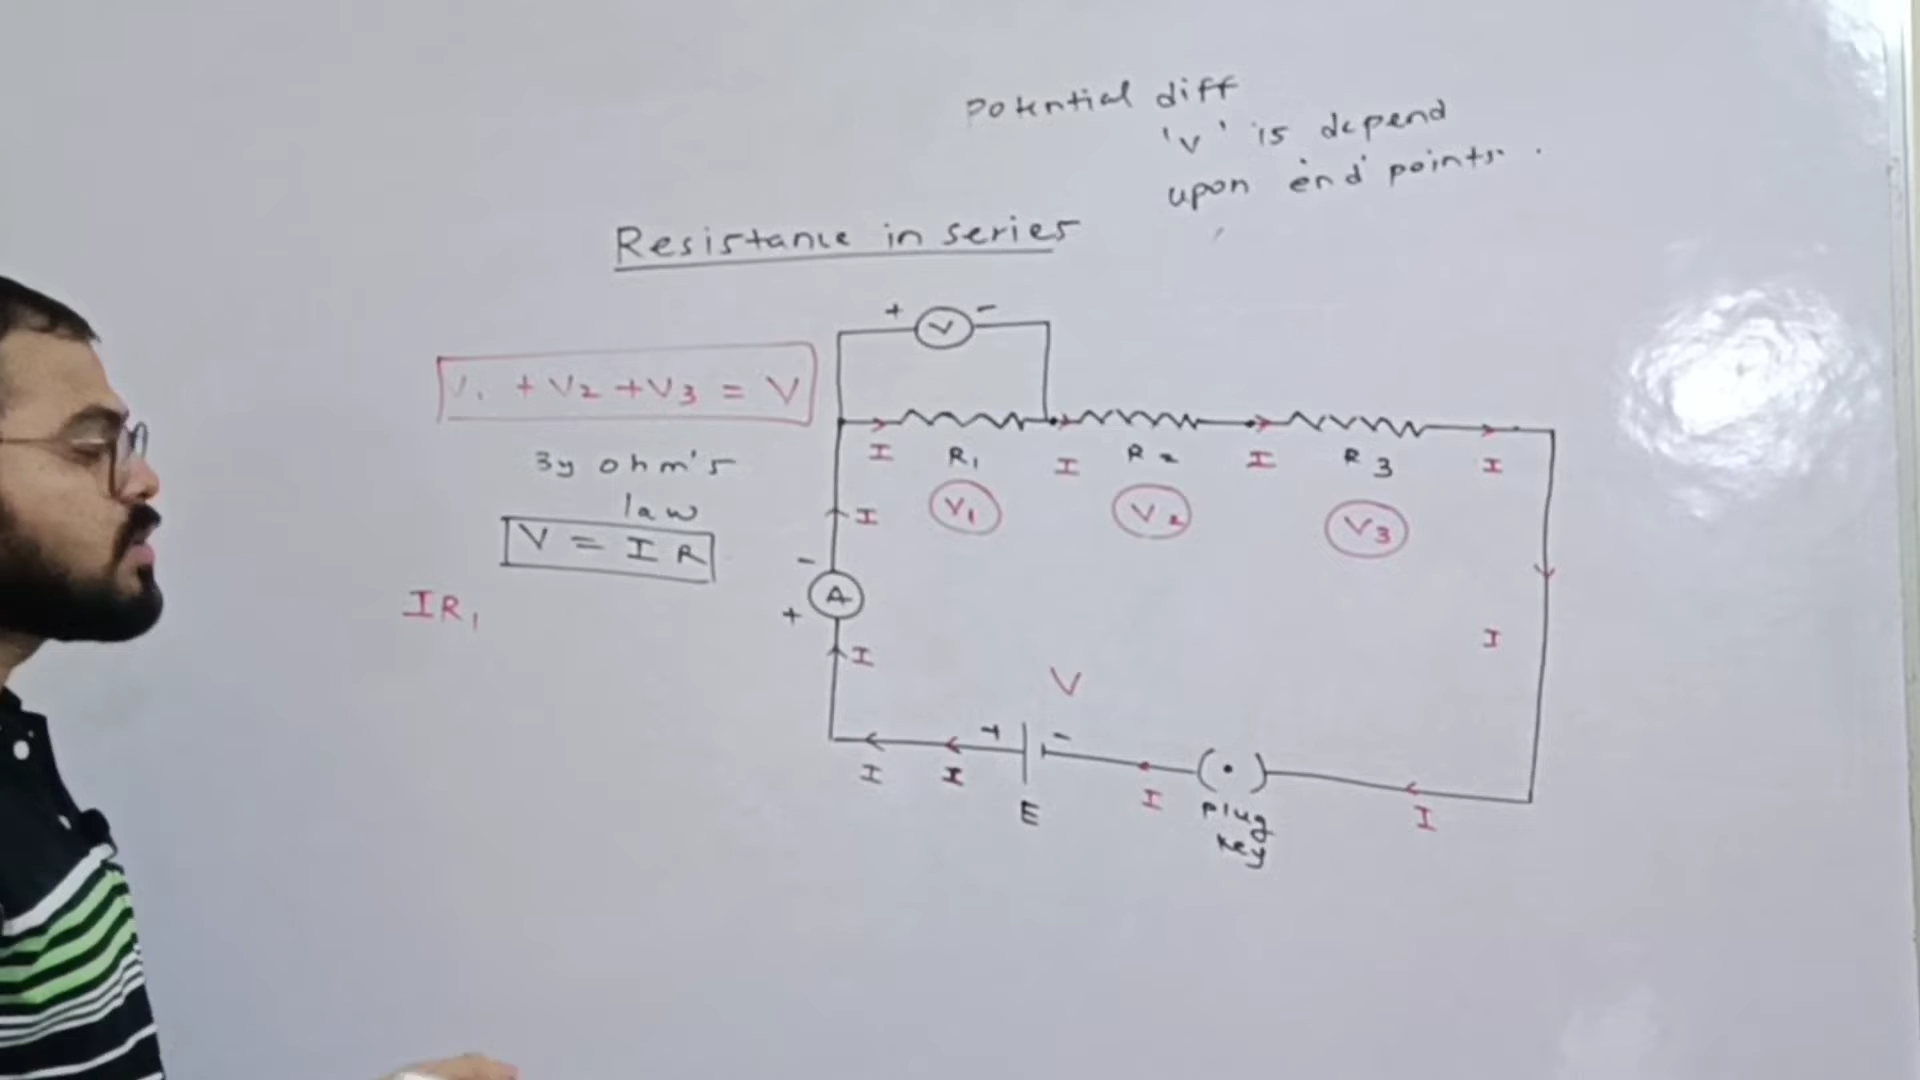 Potential diff
'v' is depend
upon end points.
Resistance in series
+ V -
V1 + V2 + V3 = V
I R1 I R2 I R3 I
By ohm's
law
V1 V2 V3
I
V = IR
-
A
+
IR1
I
I
V
+ -
I I E I Plug
key
I